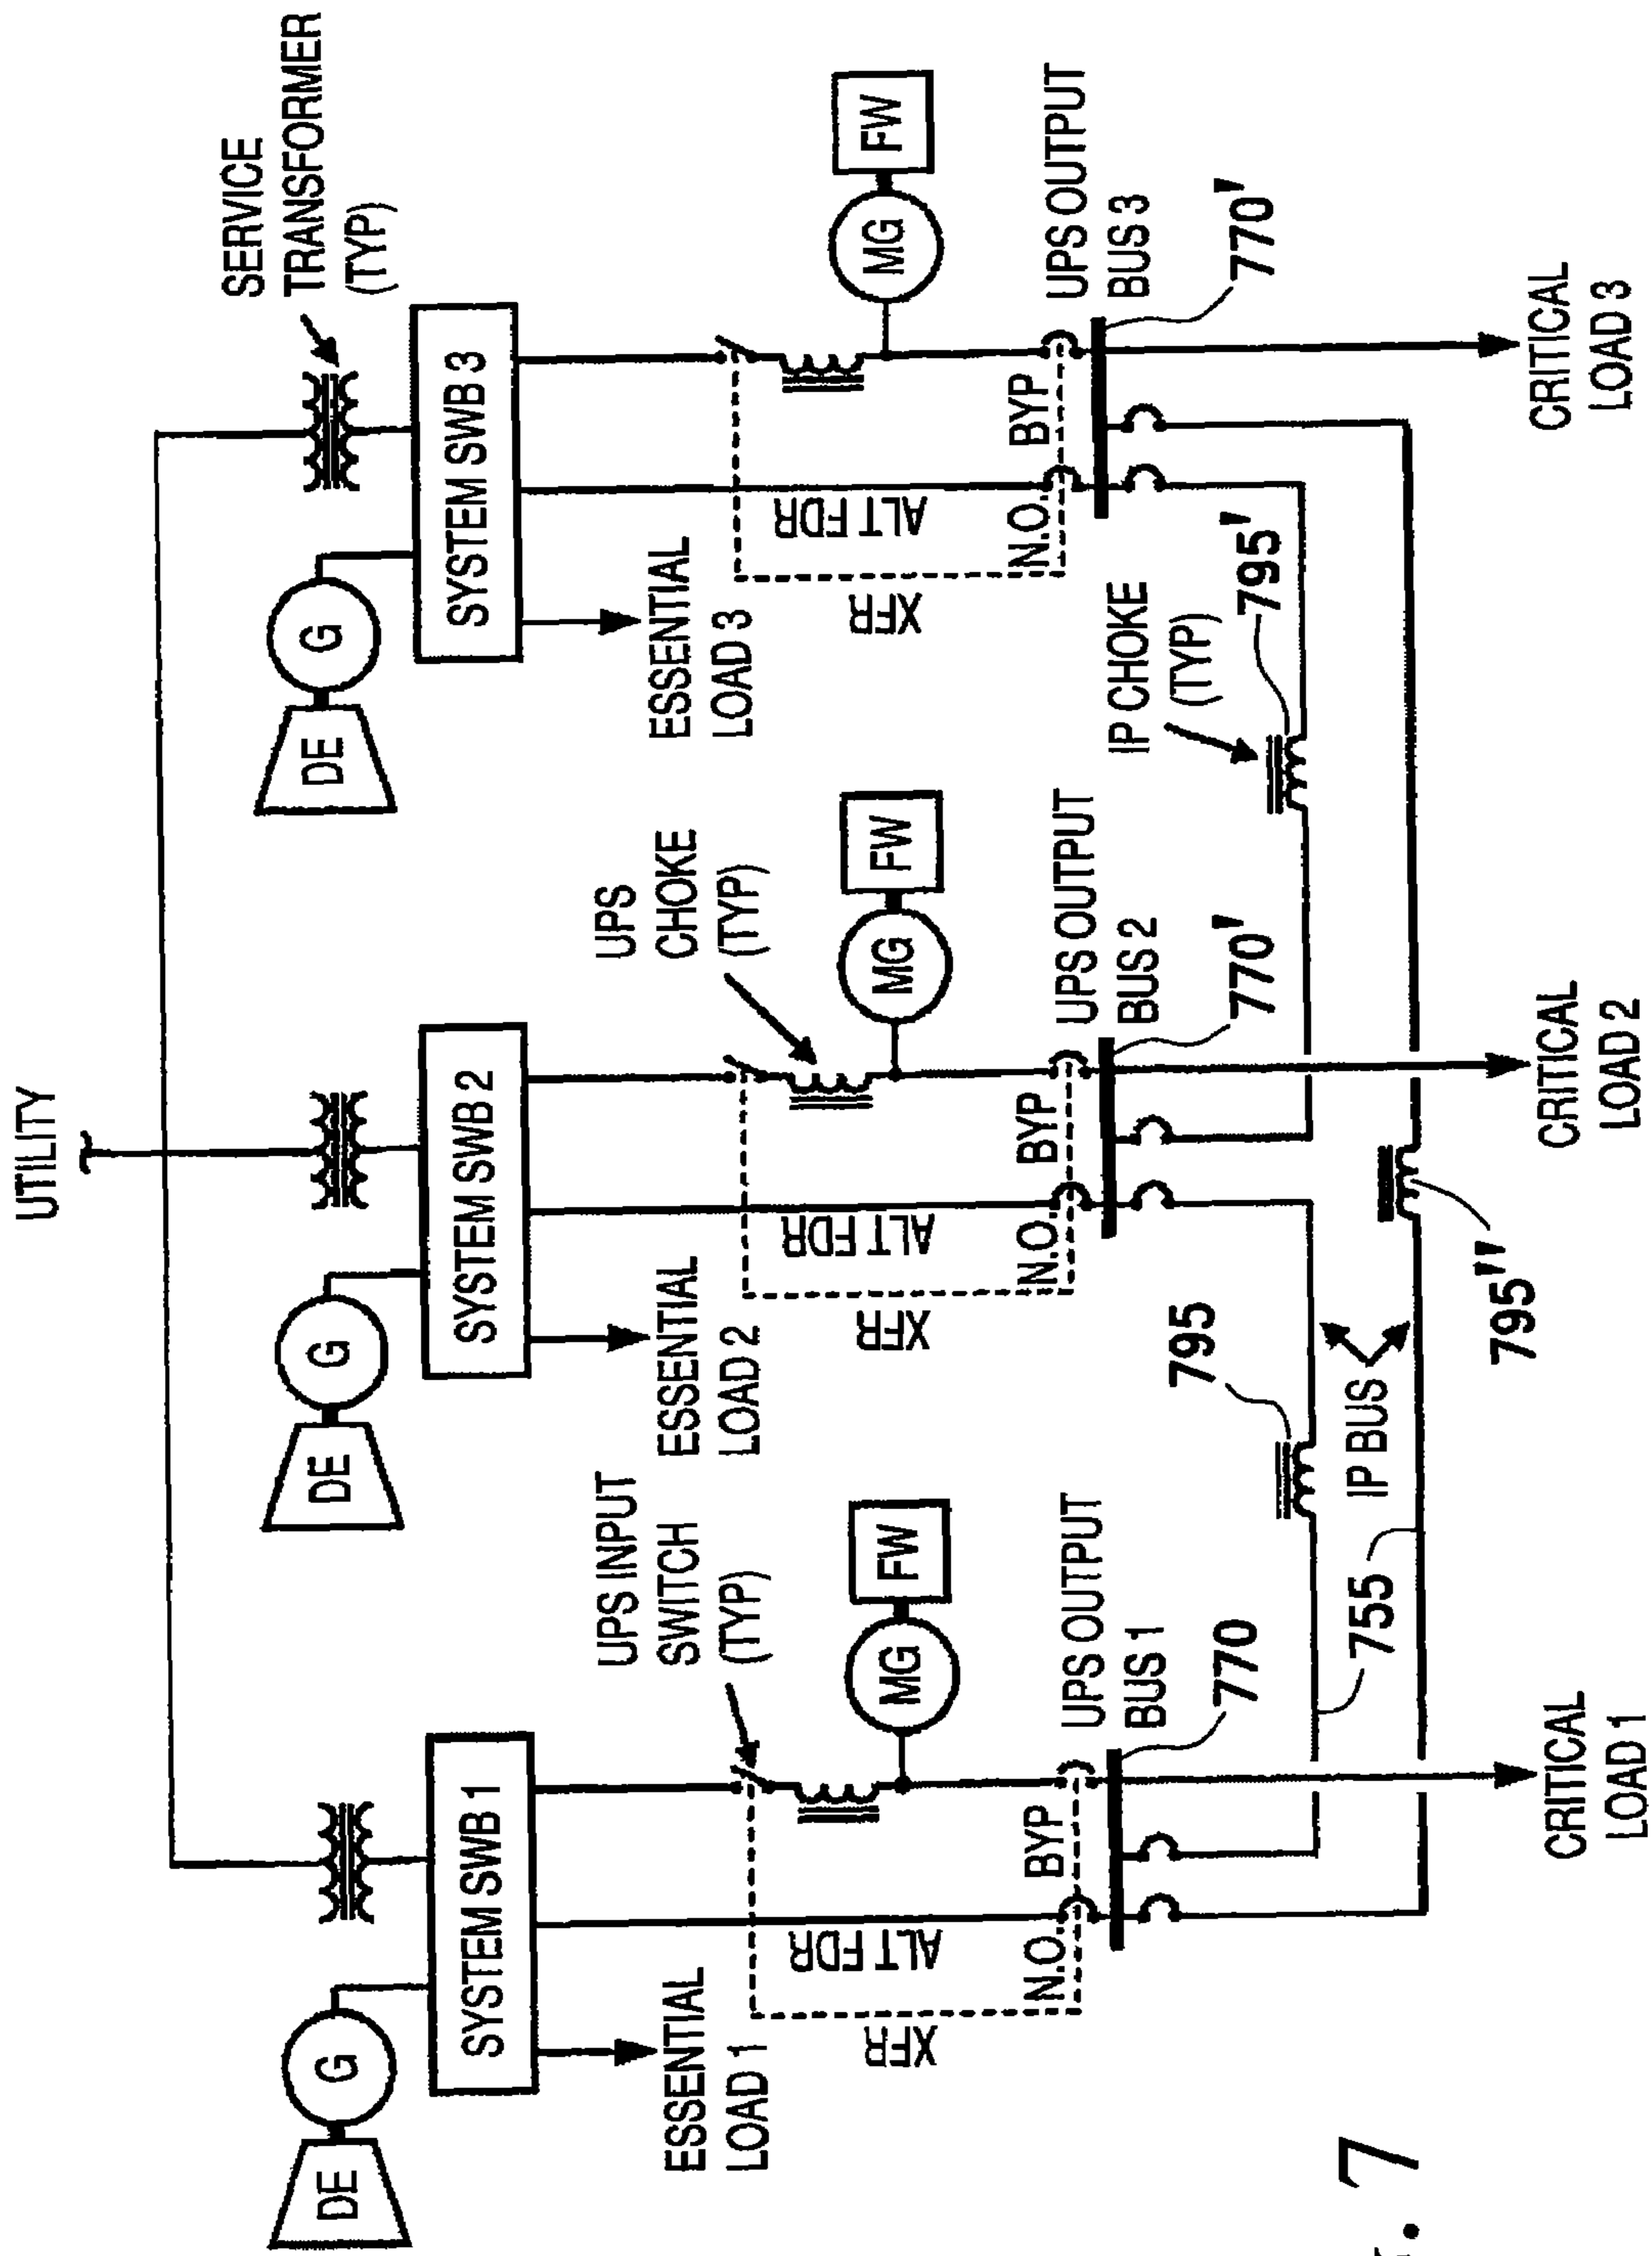 UTILITY
SERVICE
TRANSFORMER
(TYP)
DE
G
DE
G
DE
G
SYSTEM SWB 1
SYSTEM SWB 2
SYSTEM SWB 3
ESSENTIAL
LOAD 1
UPS INPUT
SWITCH
(TYP)
ESSENTIAL
LOAD 2
UPS
CHOKE
(TYP)
ESSENTIAL
LOAD 3
XFR
ALT FDR
MG
FW
XFR
ALT FDR
MG
FW
XFR
ALT FDR
MG
FW
N.O.
BYP
UPS OUTPUT
BUS 1
770
N.O.
BYP
UPS OUTPUT
BUS 2
770'
N.O.
BYP
UPS OUTPUT
BUS 3
770'
795
IP CHOKE
(TYP)
795'
755
IP BUS
795''
CRITICAL
LOAD 1
CRITICAL
LOAD 2
CRITICAL
LOAD 3
. 7